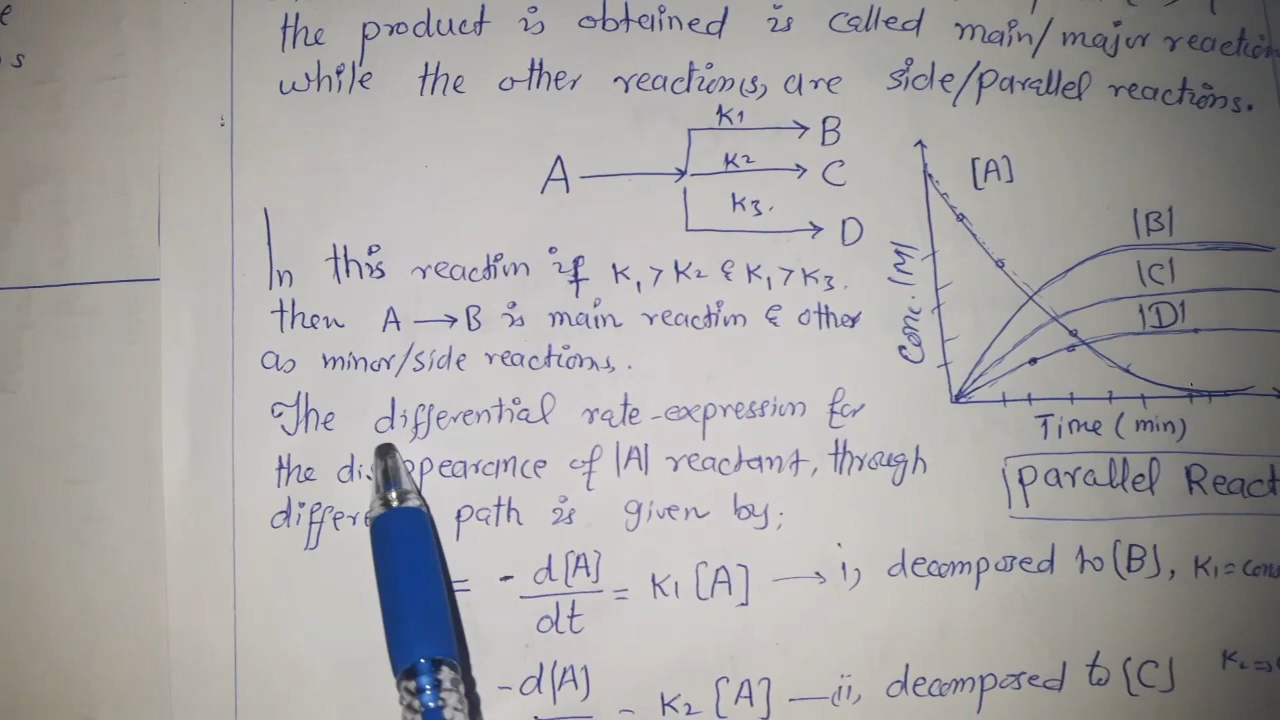 e
s
the product is obtained is called main/major reaction
while the other reaction(s) are side/parallel reactions.
K1
A → B
K2
C
K3.
D
[A]
|B|
|C|
|D|
Conc. [M]
Time (min)
Parallel React
In this reaction if K1 > K2 & K1 > K3.
then A → B is main reaction & other
as minor/side reactions.
The differential rate-expression for
the disappearance of |A| reactant, through
differe path is given by;
= - d[A]/dt = K1 [A] → i, decomposed to (B), K1 = con
-d(A) K2 [A] — ii, decomposed to (C)